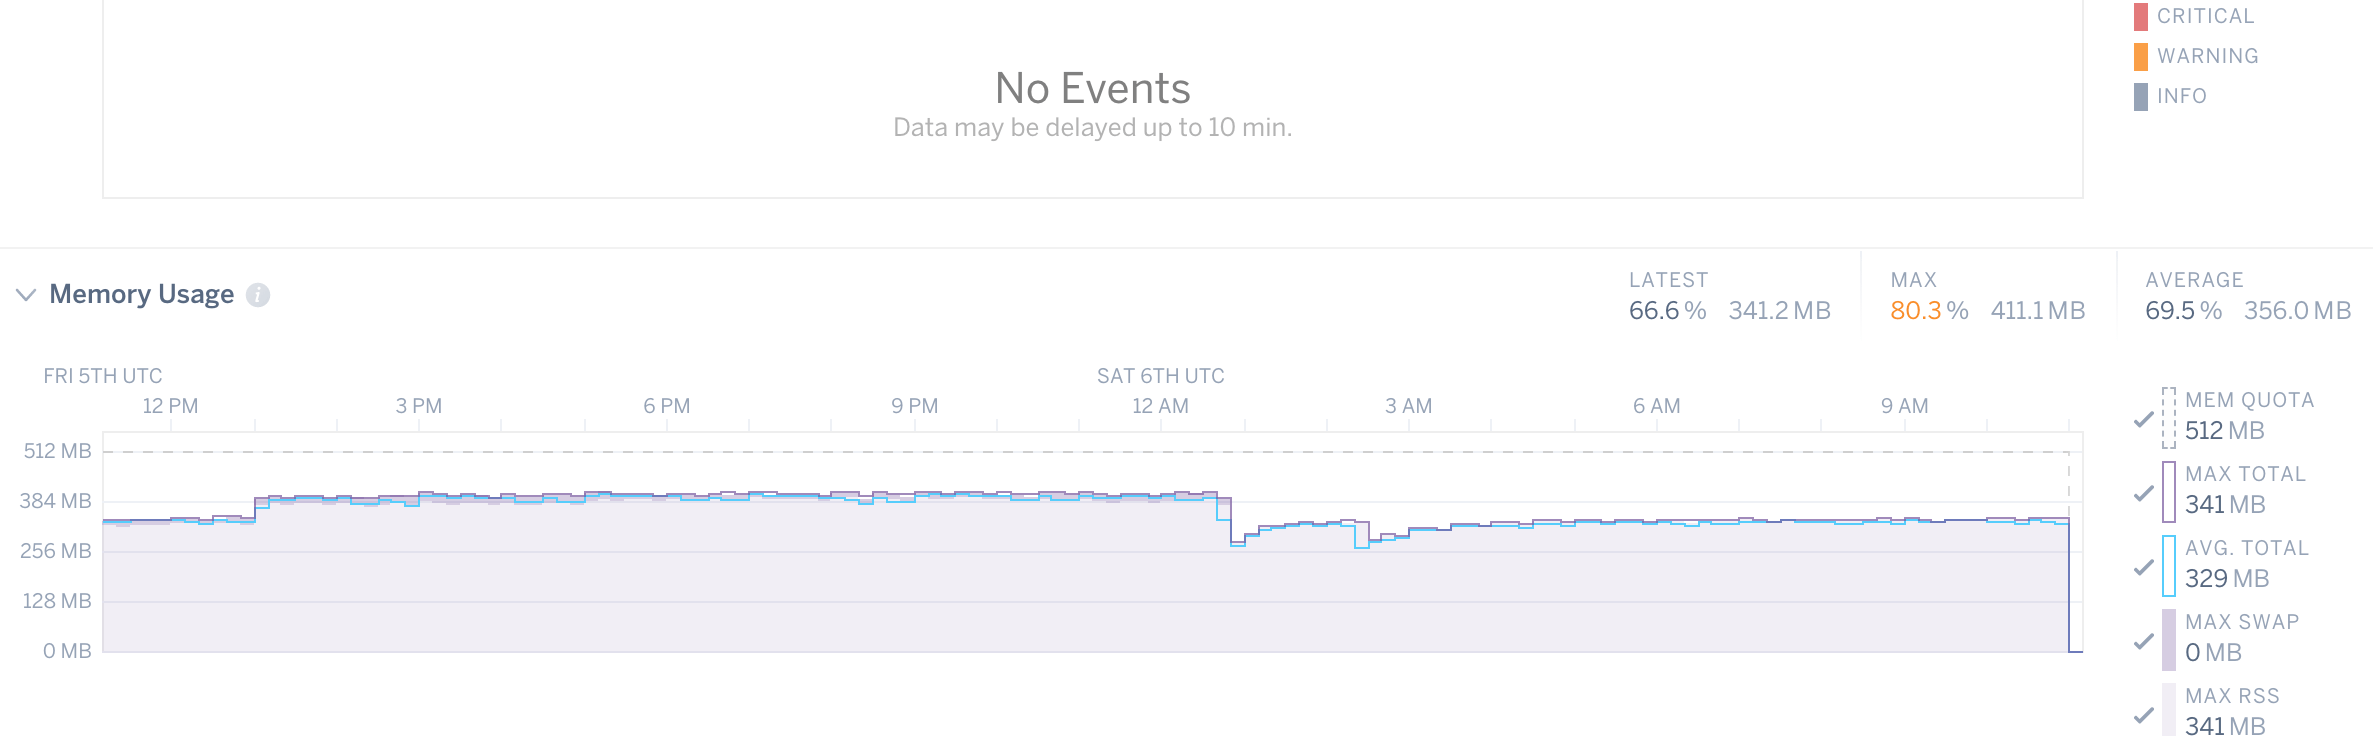 CRITICAL
WARNING
INFO
No Events
Data may be delayed up to 10 min.
Memory Usage i
LATEST
66.6 % 341.2 MB
MAX
80.3 % 411.1 MB
AVERAGE
69.5 % 356.0 MB
FRI 5TH UTC SAT 6TH UTC
12 PM 3 PM 6 PM 9 PM 12 AM 3 AM 6 AM 9 AM
512 MB
384 MB
256 MB
128 MB
0 MB
MEM QUOTA
512 MB
MAX TOTAL
341 MB
AVG. TOTAL
329 MB
MAX SWAP
0 MB
MAX RSS
341 MB